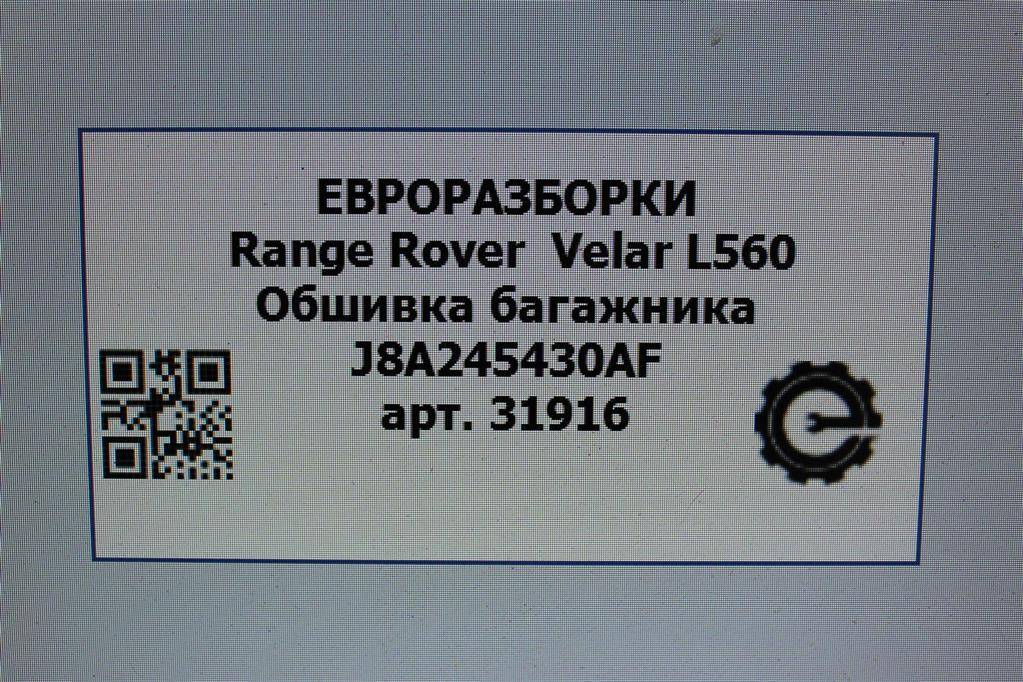 ЕВРОРАЗБОРКИ
Range Rover Velar L560
Обшивка багажника
J8A245430AF
арт. 31916